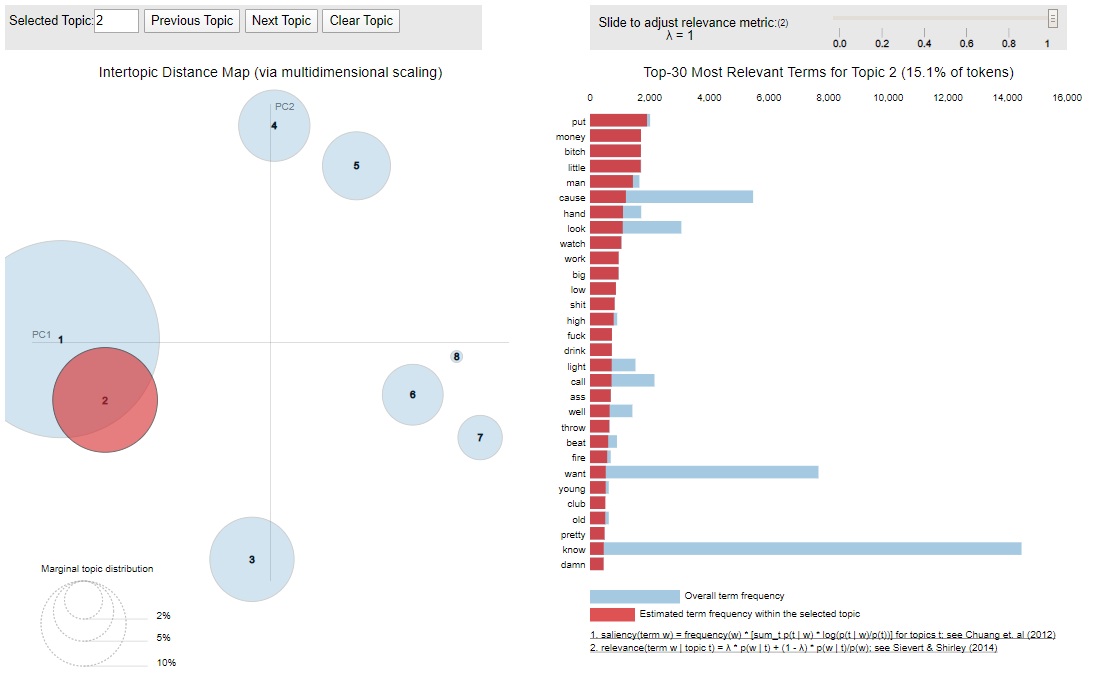 Selected Topic: 2 Previous Topic Next Topic Clear Topic
Slide to adjust relevance metric:(2)
λ = 1
0.0 0.2 0.4 0.6 0.8 1
Intertopic Distance Map (via multidimensional scaling)
PC2
PC1
1
2
3
4
5
6
7
8
Marginal topic distribution
2%
5%
10%
Top-30 Most Relevant Terms for Topic 2 (15.1% of tokens)
0 2,000 4,000 6,000 8,000 10,000 12,000 14,000 16,000
put
money
bitch
little
man
cause
hand
look
watch
work
big
low
shit
high
fuck
drink
light
call
ass
well
throw
beat
fire
want
young
club
old
pretty
know
damn
Overall term frequency
Estimated term frequency within the selected topic
1. saliency(term w) = frequency(w) * [sum_t p(t | w) * log(p(t | w)/p(t))] for topics t; see Chuang et. al (2012)
2. relevance(term w | topic t) = λ * p(w | t) + (1 - λ) * p(w | t)/p(w); see Sievert & Shirley (2014)